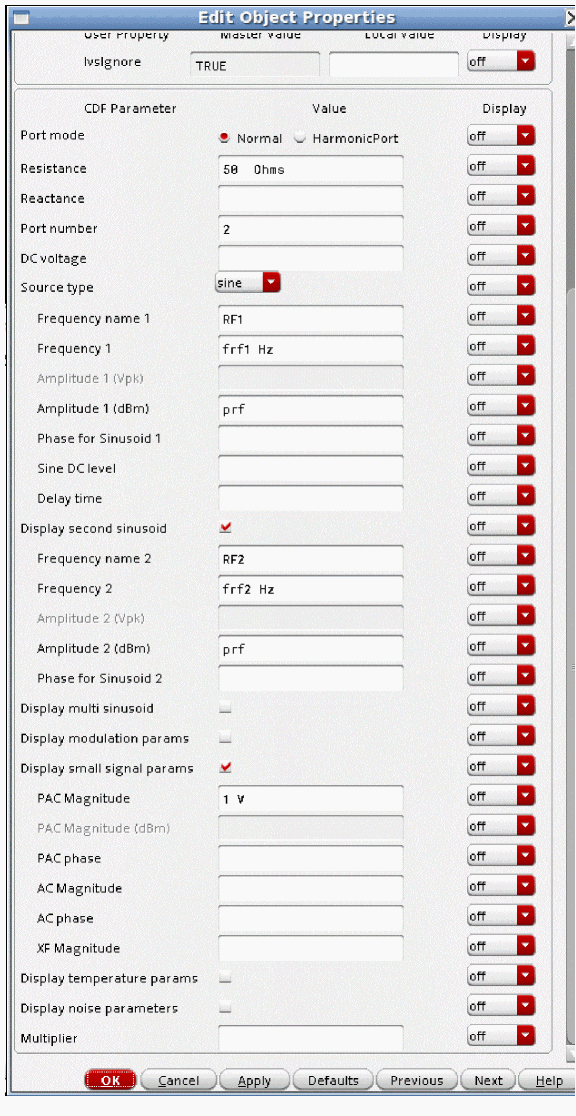 Edit Object Properties
User Property Master Value Local Value Display
lvsIgnore TRUE off
CDF Parameter Value Display
Port mode Normal HarmonicPort off
Resistance 50 Ohms off
Reactance off
Port number 2 off
DC voltage off
Source type sine off
Frequency name 1 RF1 off
Frequency 1 frf1 Hz off
Amplitude 1 (Vpk) off
Amplitude 1 (dBm) prf off
Phase for Sinusoid 1 off
Sine DC level off
Delay time off
Display second sinusoid off
Frequency name 2 RF2 off
Frequency 2 frf2 Hz off
Amplitude 2 (Vpk) off
Amplitude 2 (dBm) prf off
Phase for Sinusoid 2 off
Display multi sinusoid off
Display modulation params off
Display small signal params off
PAC Magnitude 1 V off
PAC Magnitude (dBm) off
PAC phase off
AC Magnitude off
AC phase off
XF Magnitude off
Display temperature params off
Display noise parameters off
Multiplier off
OK Cancel Apply Defaults Previous Next Help